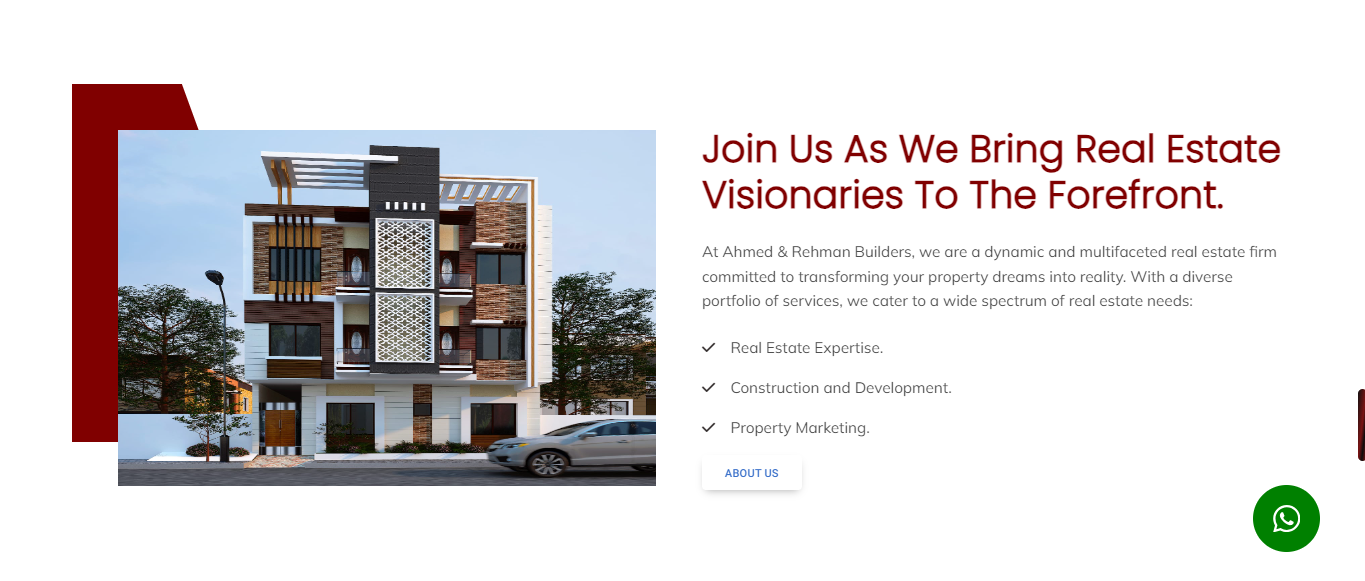 Join Us As We Bring Real Estate
Visionaries To The Forefront.
At Ahmed & Rehman Builders, we are a dynamic and multifaceted real estate firm
committed to transforming your property dreams into reality. With a diverse
portfolio of services, we cater to a wide spectrum of real estate needs:
Real Estate Expertise.
Construction and Development.
Property Marketing.
ABOUT US